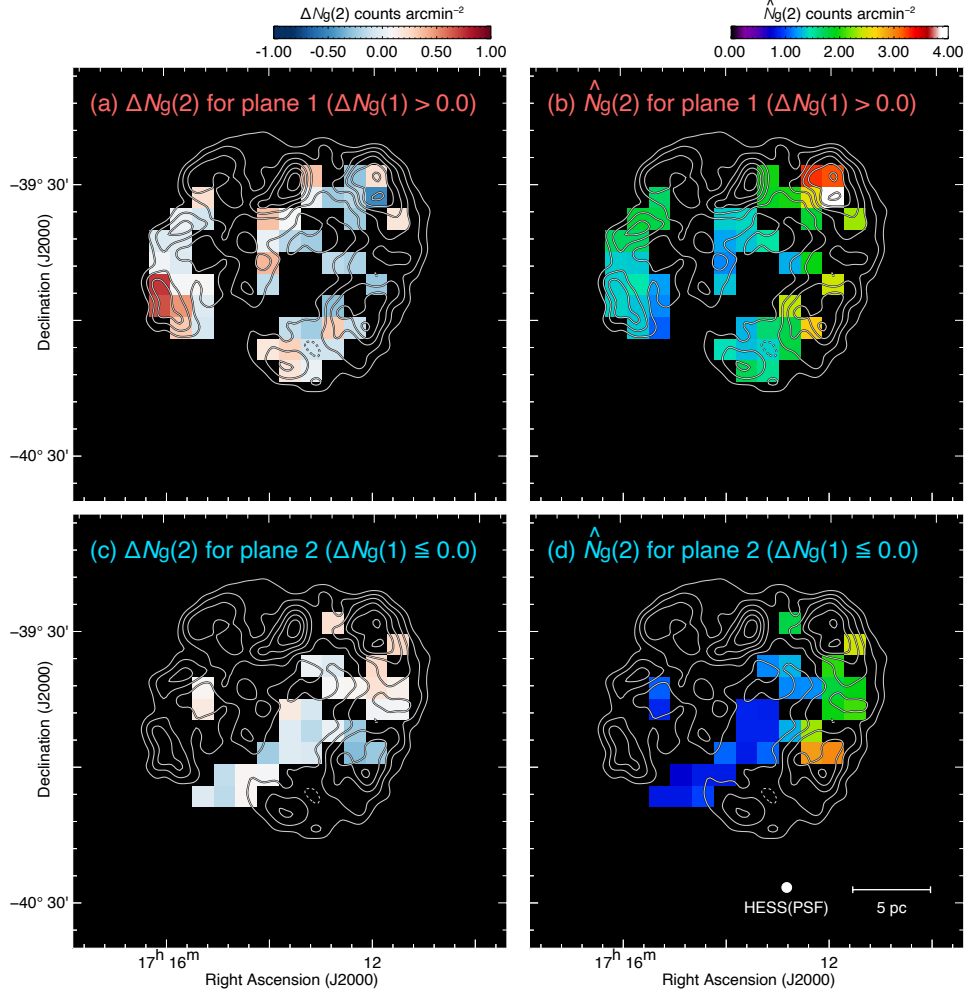 ΔNg(2) counts arcmin⁻²
-1.00 -0.50 0.00 0.50 1.00
N̂g(2) counts arcmin⁻²
0.00 1.00 2.00 3.00 4.00
(a) ΔNg(2) for plane 1 (ΔNg(1) > 0.0)
(b) N̂g(2) for plane 1 (ΔNg(1) > 0.0)
−39° 30'
Declination (J2000)
−40° 30'
(c) ΔNg(2) for plane 2 (ΔNg(1) ≦ 0.0)
(d) N̂g(2) for plane 2 (ΔNg(1) ≦ 0.0)
−39° 30'
Declination (J2000)
−40° 30'
HESS(PSF)
5 pc
17ʰ 16ᵐ 12
Right Ascension (J2000)
17ʰ 16ᵐ 12
Right Ascension (J2000)